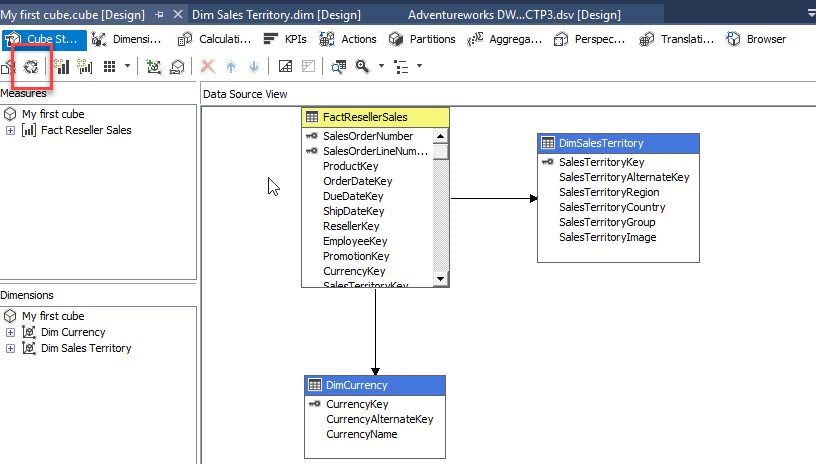 My first cube.cube [Design]
Dim Sales Territory.dim [Design]
Adventureworks DW...CTP3.dsv [Design]
Cube St...
Dimensi...
Calculati...
KPIs
Actions
Partitions
Aggrega...
Perspec...
Translati...
Browser
Measures
My first cube
Fact Reseller Sales
Dimensions
My first cube
Dim Currency
Dim Sales Territory
Data Source View
FactResellerSales
SalesOrderNumber
SalesOrderLineNum...
ProductKey
OrderDateKey
DueDateKey
ShipDateKey
ResellerKey
EmployeeKey
PromotionKey
CurrencyKey
SalesTerritoryKey
DimSalesTerritory
SalesTerritoryKey
SalesTerritoryAlternateKey
SalesTerritoryRegion
SalesTerritoryCountry
SalesTerritoryGroup
SalesTerritoryImage
DimCurrency
CurrencyKey
CurrencyAlternateKey
CurrencyName